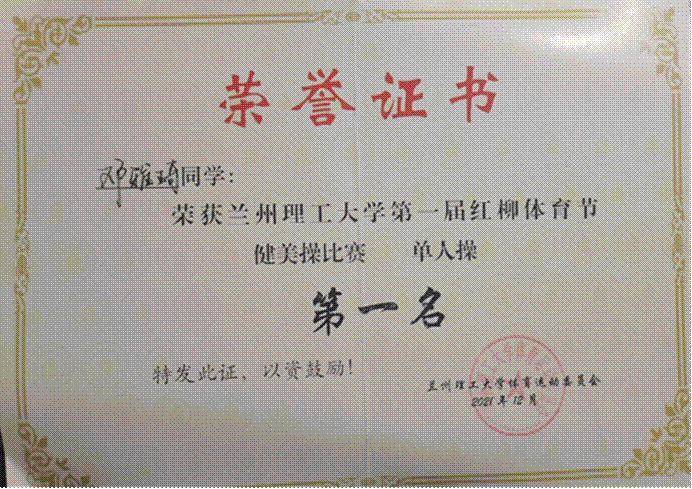 荣誉证书
邓雅琦同学：
荣获兰州理工大学第一届红柳体育节
健美操比赛 单人操
第一名
特发此证，以资鼓励！
兰州理工大学体育运动委员会
2021年12月